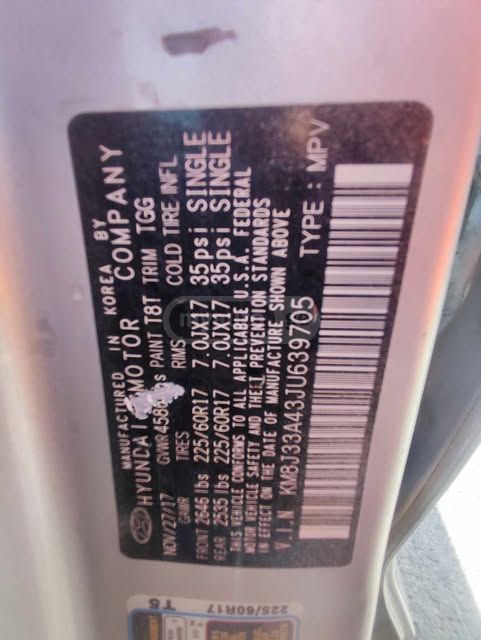 MANUFACTURED IN KOREA BY
HYUNDAI MOTOR COMPANY
NOV/27/17 GVWR PAINT T8T TRIM TGG
GAWR TIRES RIMS COLD TIRE INFL
FRONT 2646 lbs 225/60R17 7.0JX17 35psi SINGLE
REAR 2535 lbs 225/60R17 7.0JX17 35psi SINGLE
THIS VEHICLE CONFORMS TO ALL APPLICABLE U.S.A. FEDERAL
MOTOR VEHICLE SAFETY AND THEFT PREVENTION STANDARDS
IN EFFECT ON THE DATE OF MANUFACTURE SHOWN ABOVE
V.I.N KM8J33A43JU639705 TYPE : MPV
225/60R17